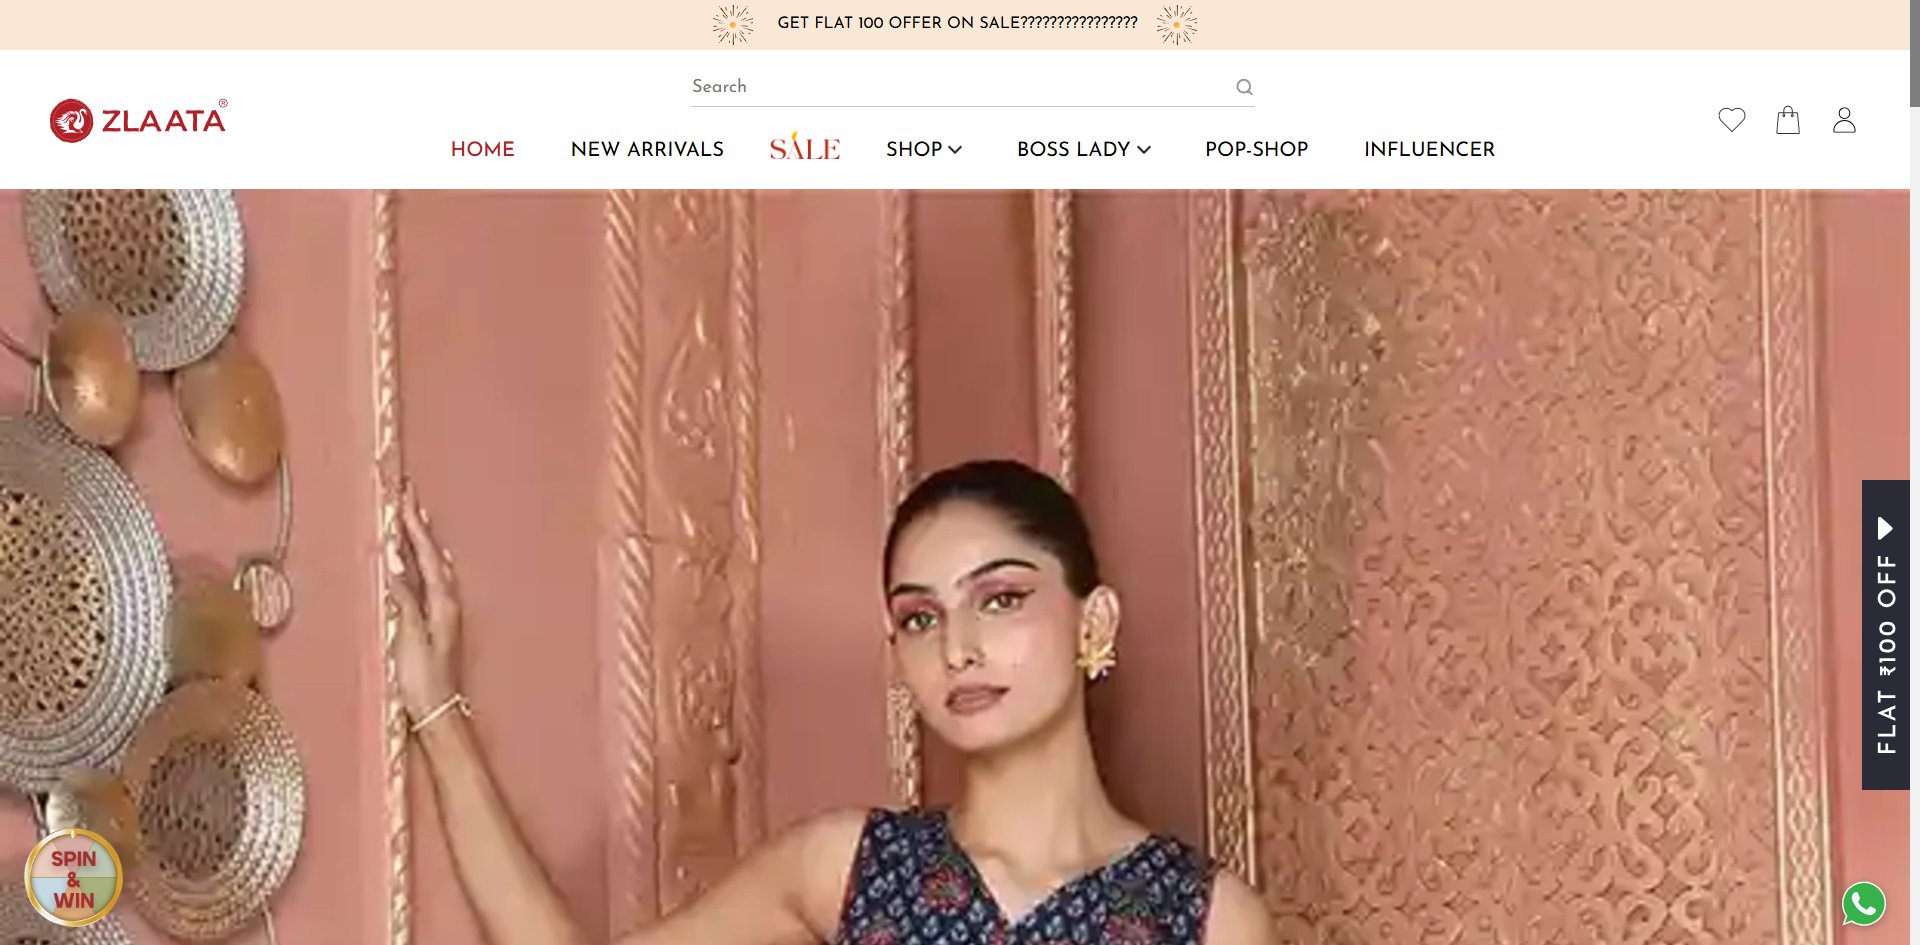 GET FLAT 100 OFFER ON SALE????????????????
Search
ZLAATA®
HOME
NEW ARRIVALS
SALE
SHOP
BOSS LADY
POP-SHOP
INFLUENCER
FLAT ₹100 OFF
SPIN
&
WIN